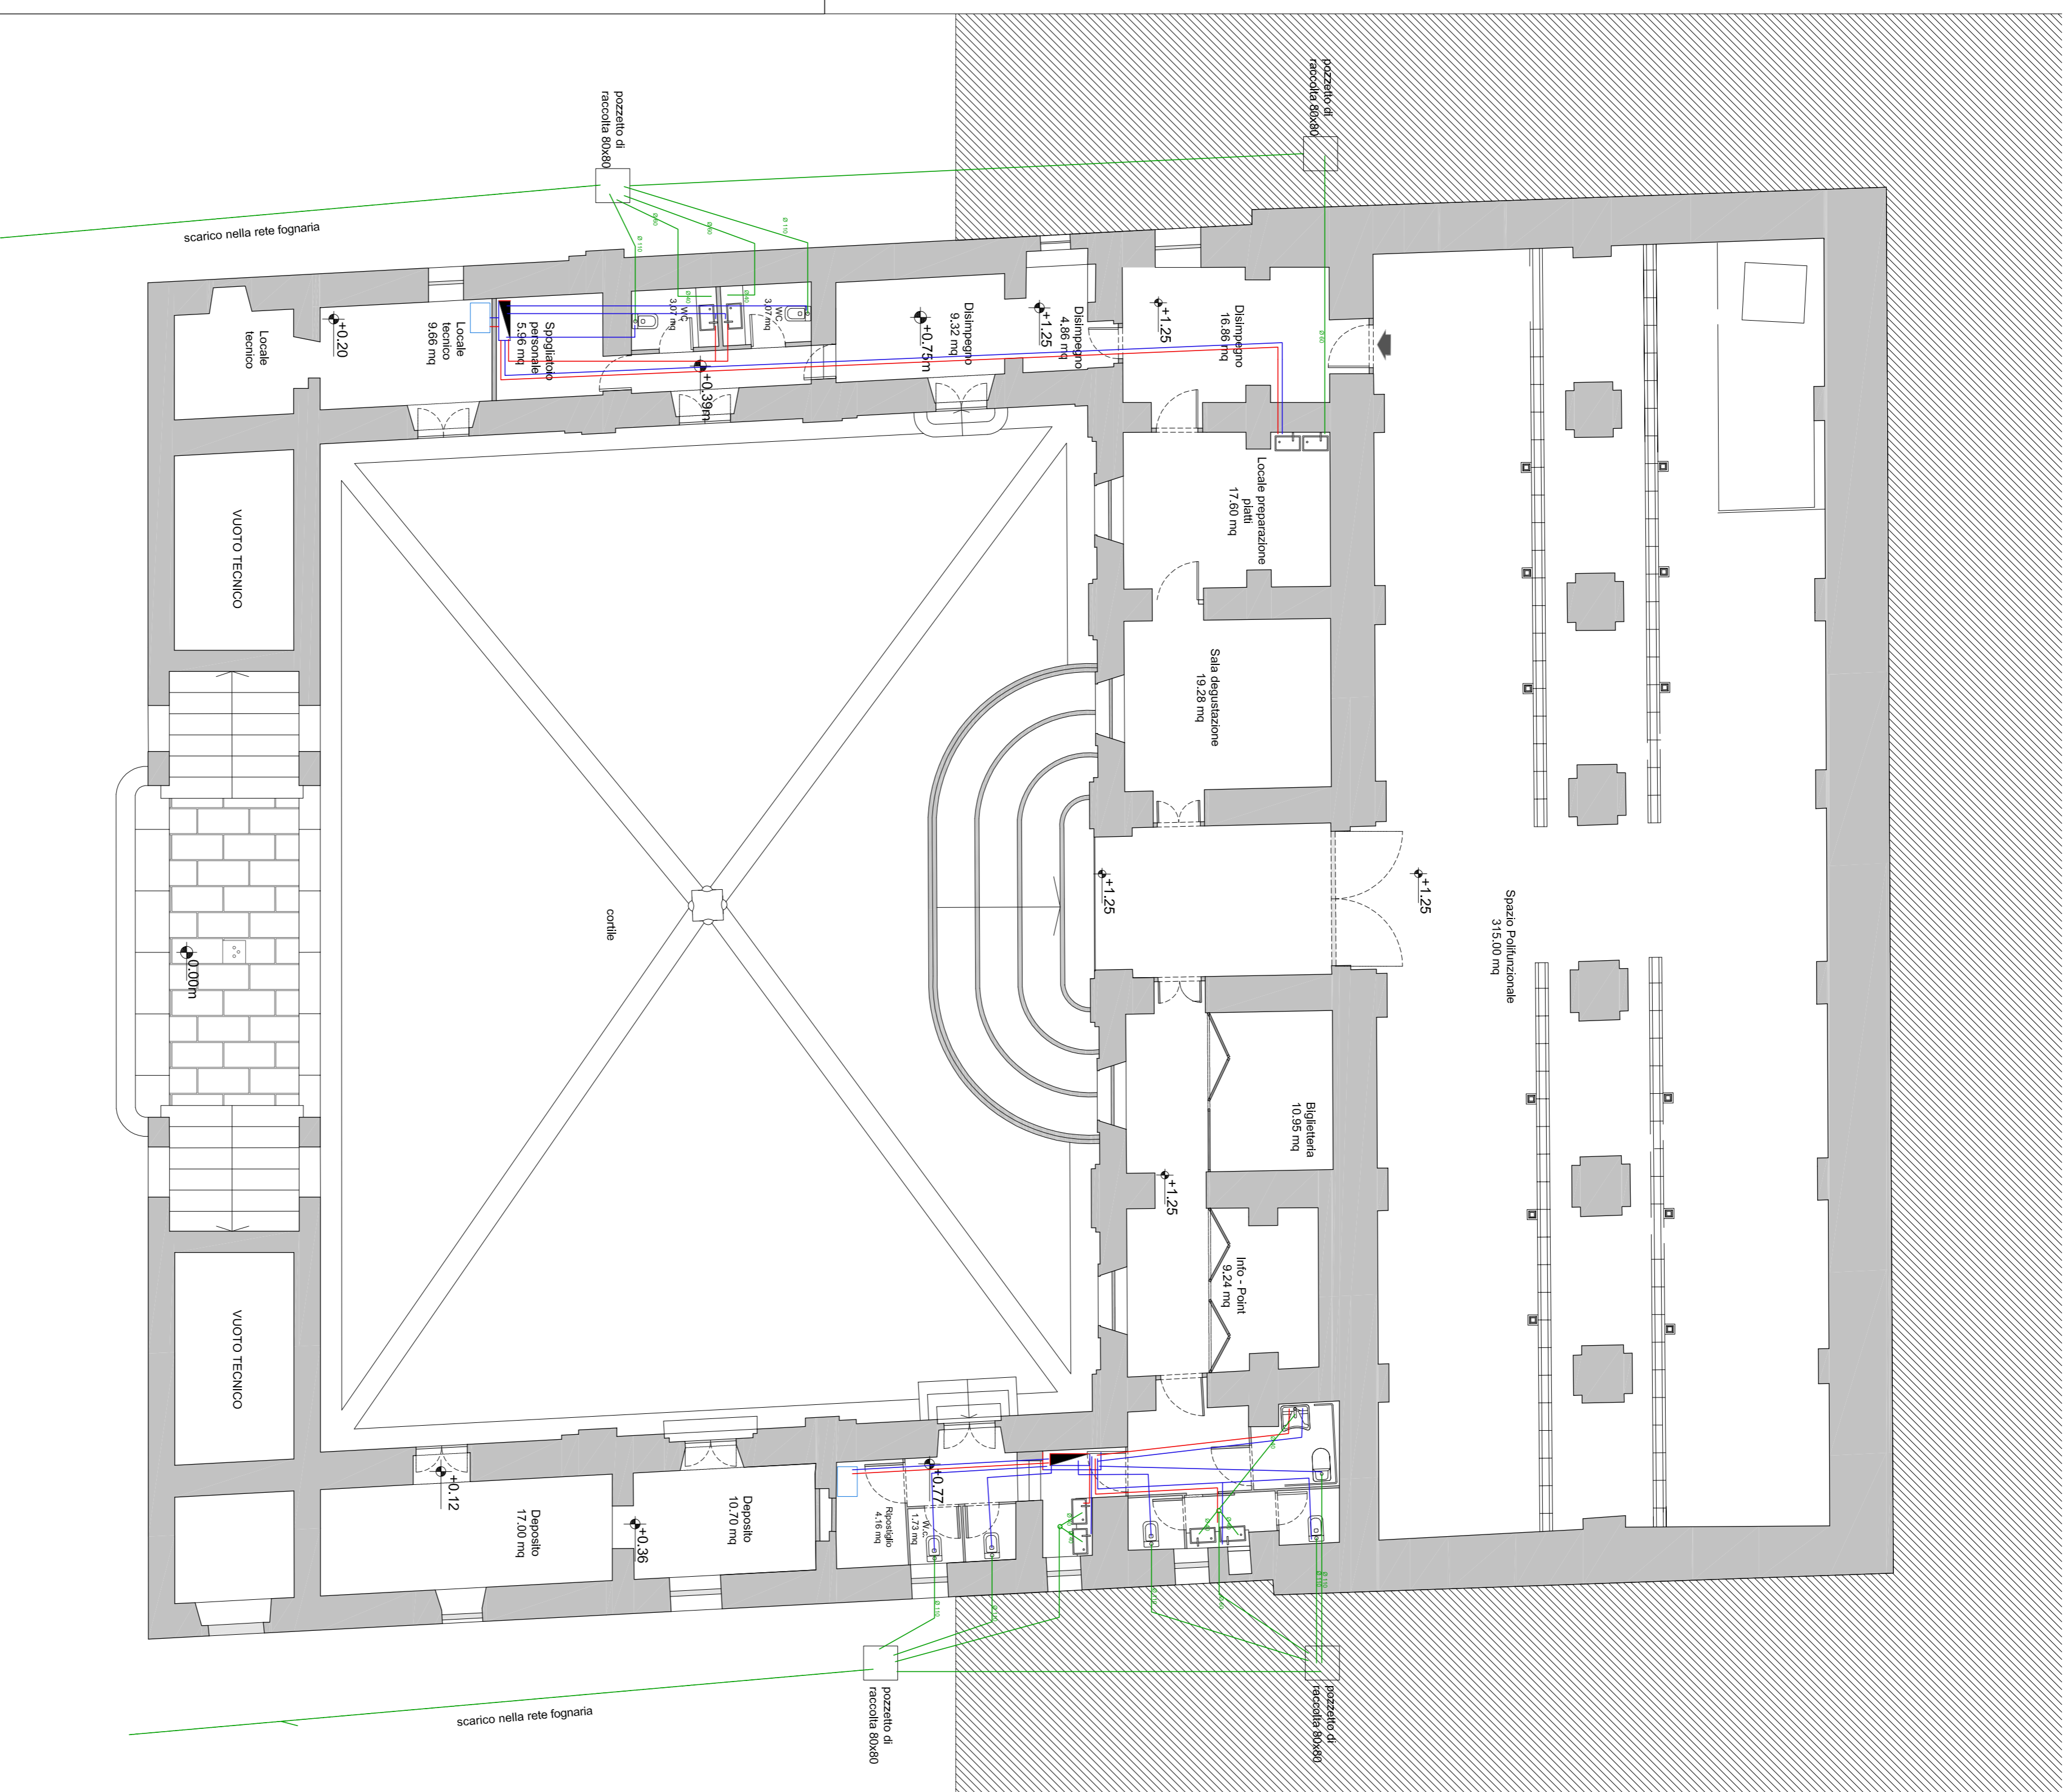 pozzetto di
raccolta 80x80
pozzetto di
raccolta 80x80
scarico nella rete fognaria
Ø 110
Ø 110
Ø 60
Locale
tecnico
+0.20
Locale
tecnico
9.66 mq
Spogliatoio
personale
5.96 mq
WC
3,07 mq
WC
3,07 mq
+0.39m
Disimpegno
9.32 mq
+0.75m
Disimpegno
4.86 mq
+1.25
Disimpegno
16.86 mq
+1.25
Locale preparazione
piatti
17.60 mq
Sala degustazione
19.28 mq
VUOTO TECNICO
+1.25
+1.25
Spazio Polifunzionale
315.00 mq
cortile
0.00m
Biglietteria
10.95 mq
+1.25
Info - Point
9.24 mq
VUOTO TECNICO
+0.12
Deposito
17.00 mq
+0.36
Deposito
10.70 mq
Ripostiglio
4,16 mq
W.c.
1,73 mq
+0.77
Ø 110
Ø 110
Ø 110
pozzetto di
raccolta 80x80
pozzetto di
raccolta 80x80
scarico nella rete fognaria